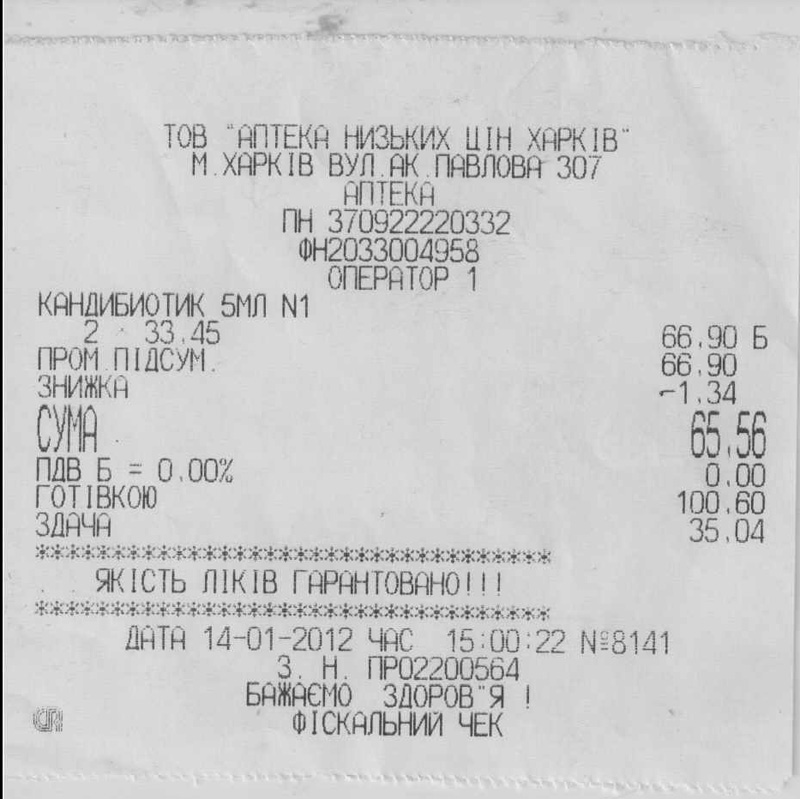 ТОВ "АПТЕКА НИЗЬКИХ ЦІН ХАРКІВ"
М.ХАРКІВ ВУЛ.АК.ПАВЛОВА 307
АПТЕКА
ПН 370922220332
ФН2033004958
ОПЕРАТОР 1
КАНДИБИОТИК 5МЛ N1
2 · 33.45 66.90 Б
ПРОМ.ПІДСУМ. 66.90
ЗНИЖКА -1.34
СУМА 65.56
ПДВ Б = 0.00% 0.00
ГОТІВКОЮ 100.60
ЗДАЧА 35.04
************************************
ЯКІСТЬ ЛІКІВ ГАРАНТОВАНО!!!
************************************
ДАТА 14-01-2012 ЧАС 15:00:22 №8141
З. Н. ПР02200564
БАЖАЄМО ЗДОРОВ"Я !
ФІСКАЛЬНИЙ ЧЕК